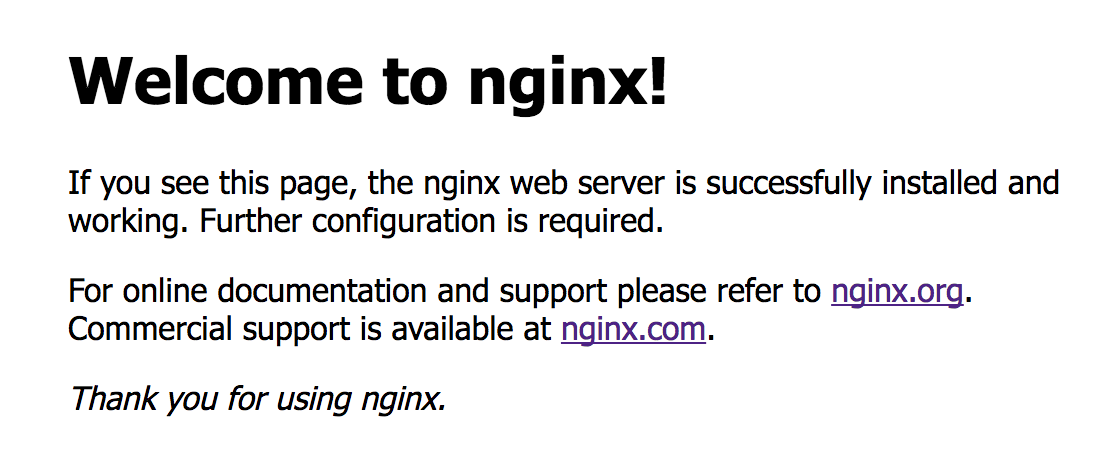 Welcome to nginx!
If you see this page, the nginx web server is successfully installed and
working. Further configuration is required.
For online documentation and support please refer to nginx.org.
Commercial support is available at nginx.com.
Thank you for using nginx.